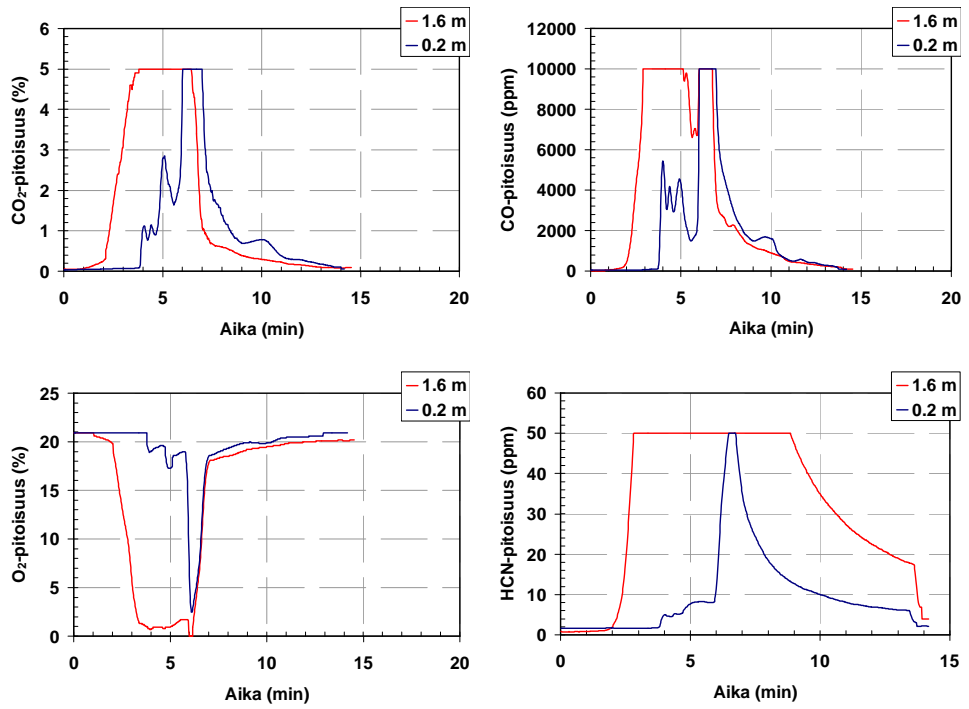 1.6 m
0.2 m
CO₂-pitoisuus (%)
6
5
4
3
2
1
0
0 5 10 15 20
Aika (min)
1.6 m
0.2 m
CO-pitoisuus (ppm)
12000
10000
8000
6000
4000
2000
0
0 5 10 15 20
Aika (min)
1.6 m
0.2 m
O₂-pitoisuus (%)
25
20
15
10
5
0
0 5 10 15 20
Aika (min)
1.6 m
0.2 m
HCN-pitoisuus (ppm)
60
50
40
30
20
10
0
0 5 10 15
Aika (min)